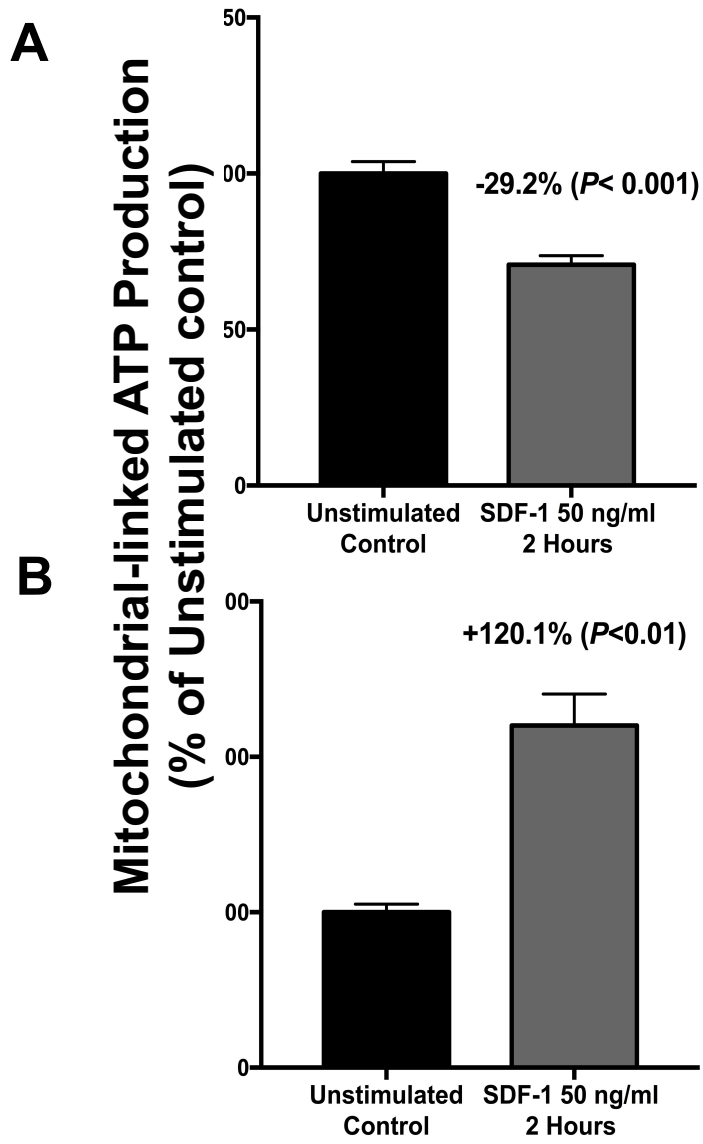 A
Mitochondrial-linked ATP Production
(% of Unstimulated control)
50
00
-29.2% (P< 0.001)
50
0
Unstimulated SDF-1 50 ng/ml
Control 2 Hours
B
00
+120.1% (P<0.01)
00
00
0
Unstimulated SDF-1 50 ng/ml
Control 2 Hours